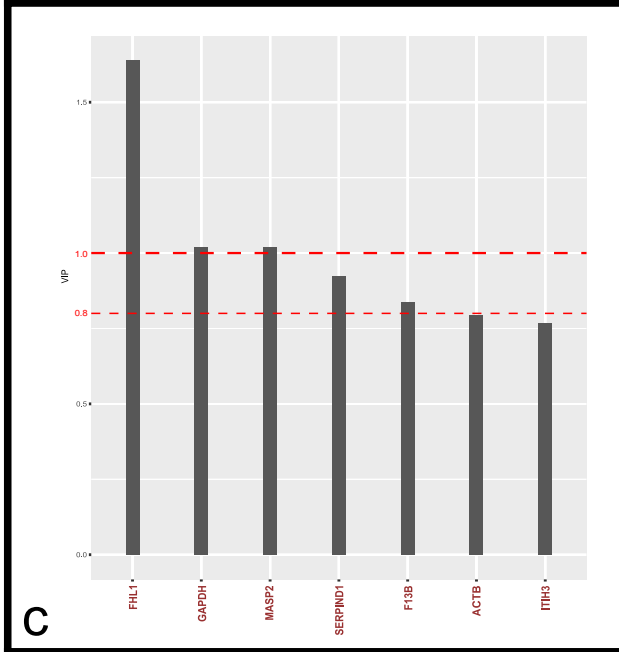 1.5
1.0
VIP
0.8
0.5
0.0
FHL1
GAPDH
MASP2
SERPIND1
F13B
ACTB
ITIH3
C